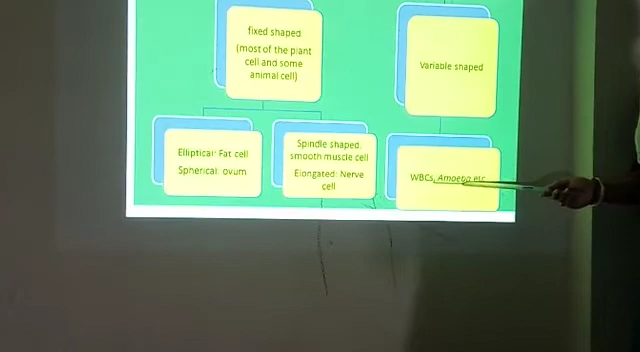 fixed shaped
(most of the plant
cell and some
animal cell)
Variable shaped
Elliptical: Fat cell
Spherical: ovum
Spindle shaped:
smooth muscle cell
Elongated: Nerve
cell
WBCs, Amoeba etc